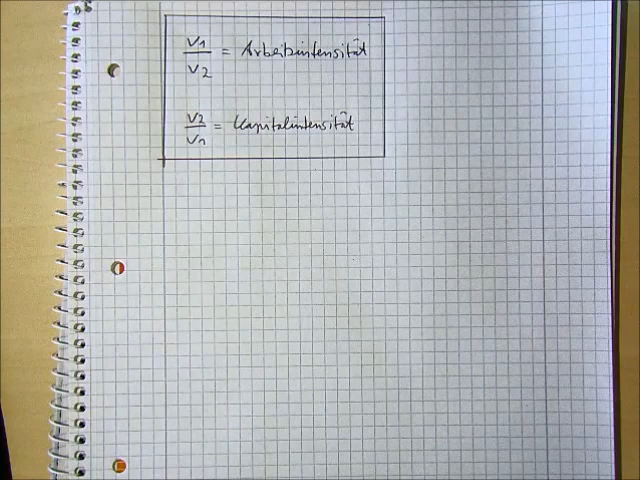 v1/v2 = Arbeitsintensität
v2/v1 = Kapitalintensität